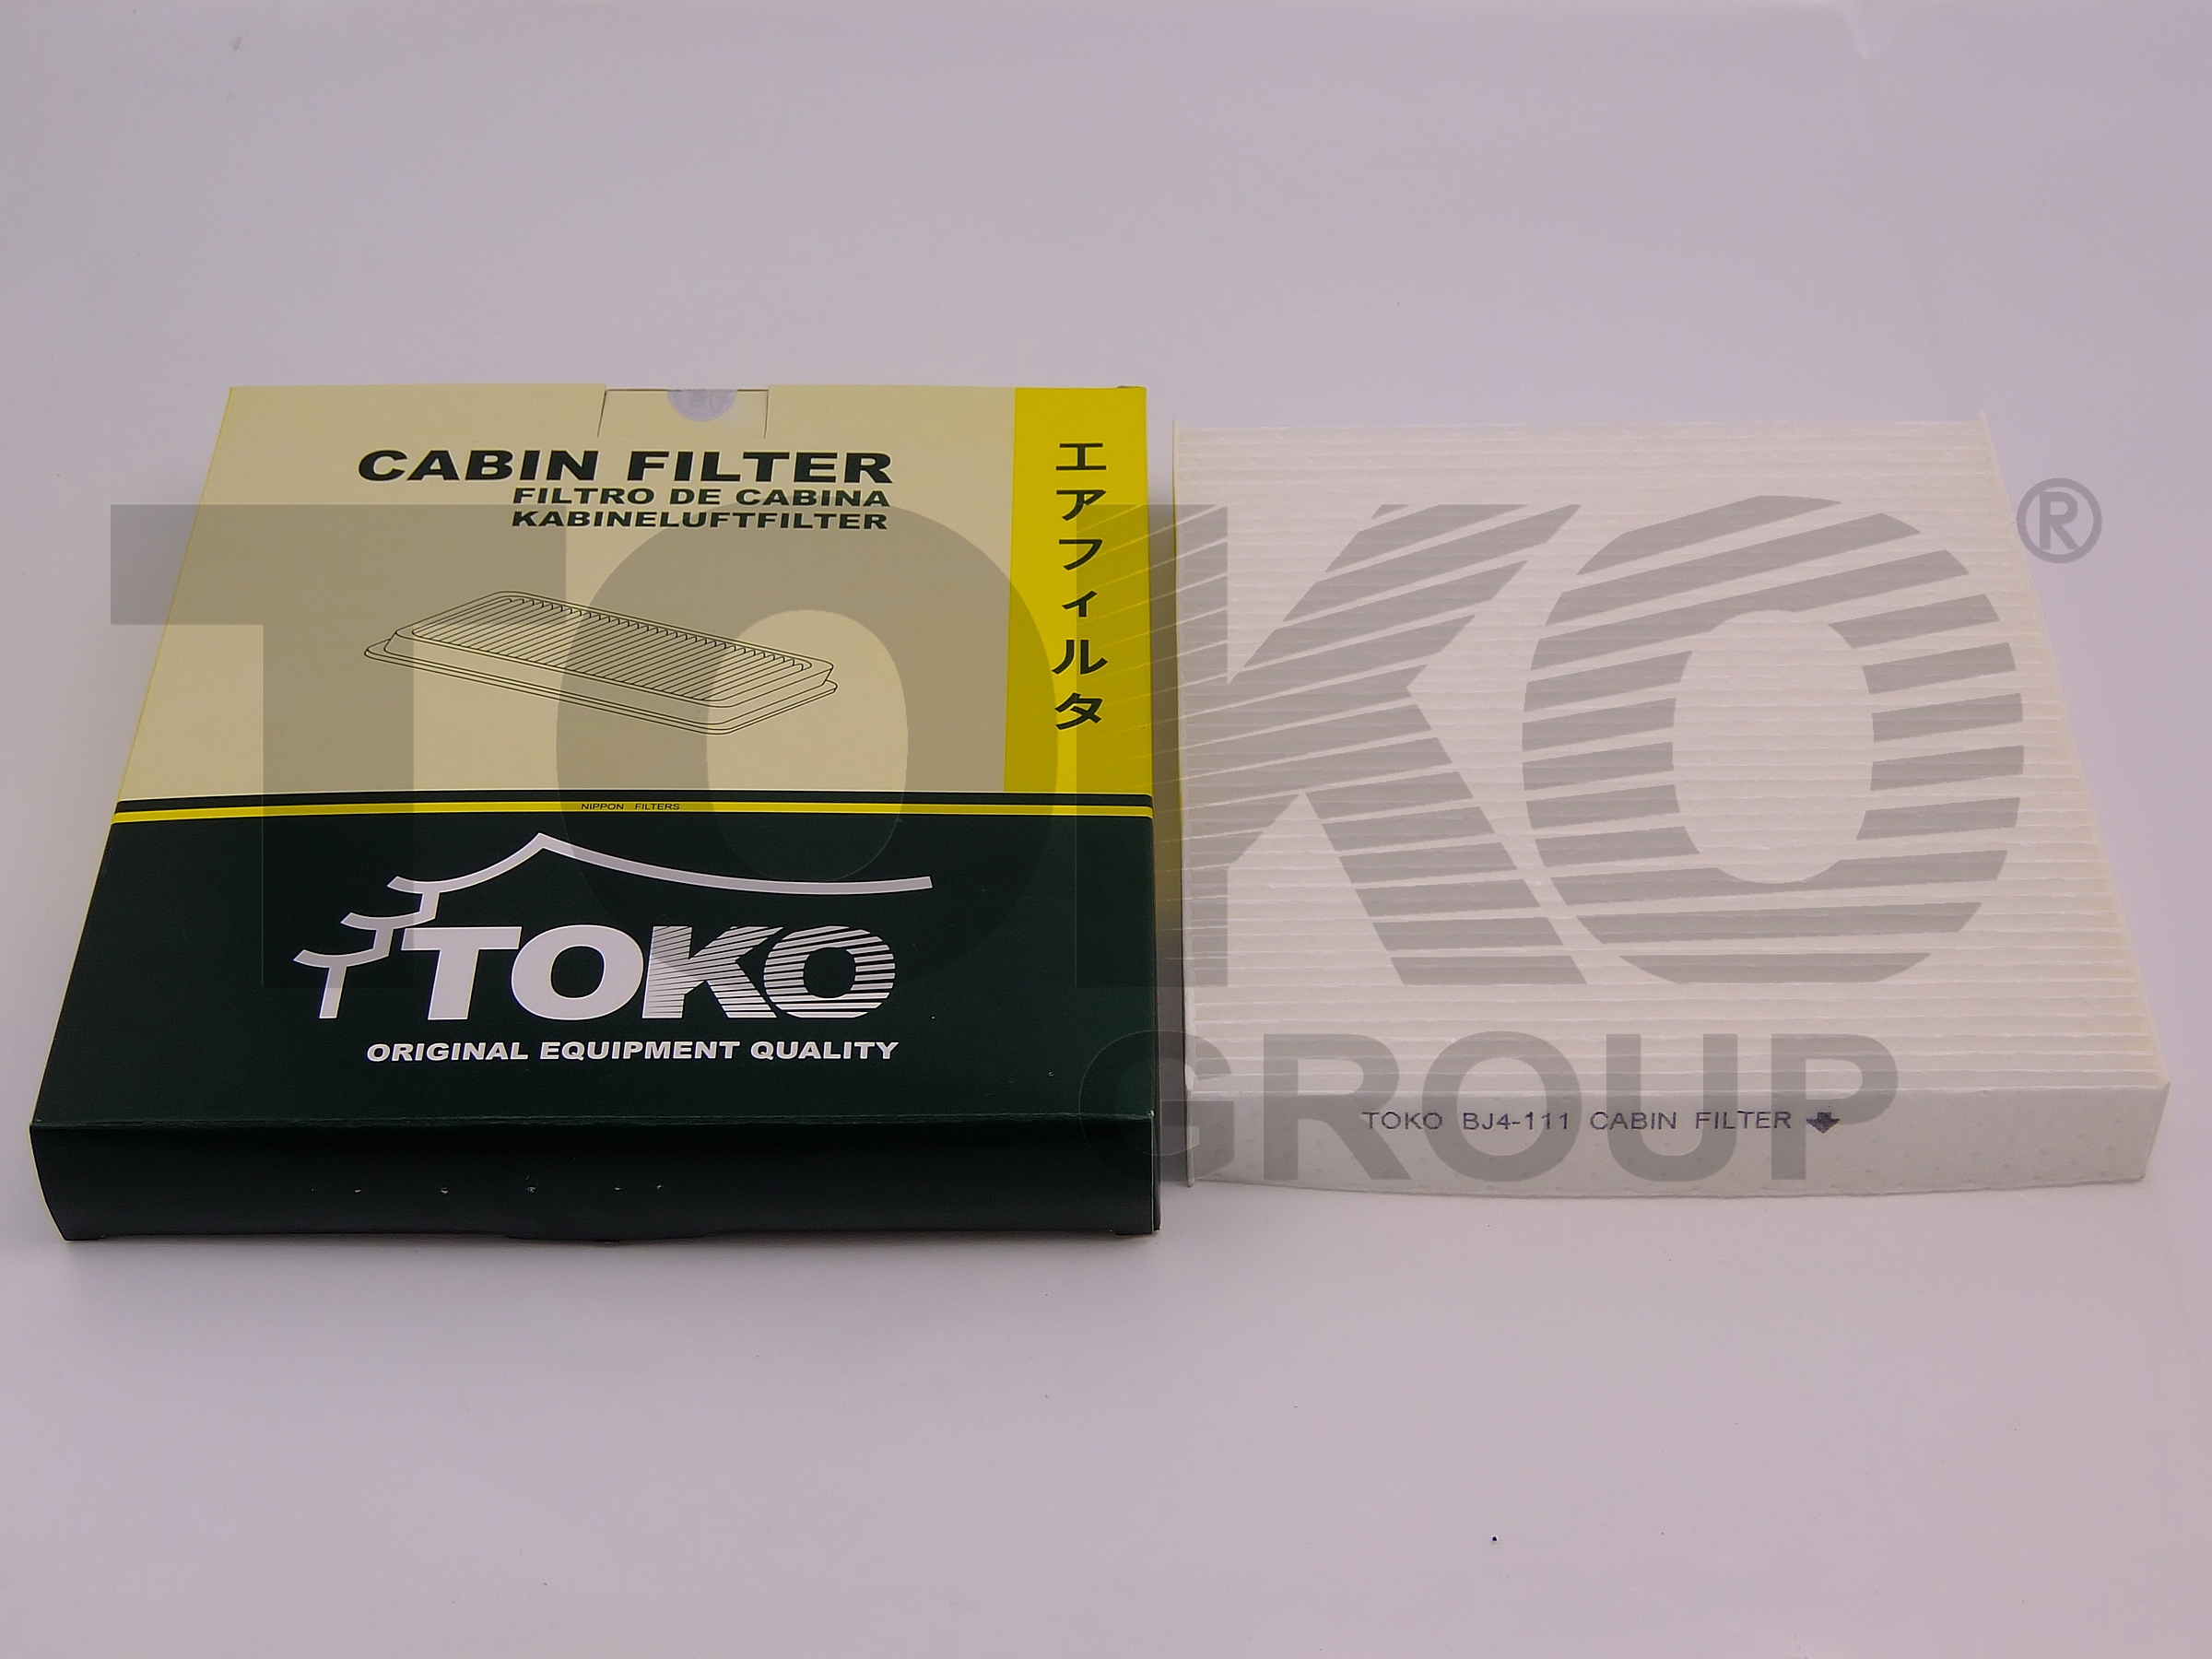 CABIN FILTER
FILTRO DE CABINA
KABINELUFTFILTER
エアフィルタ
NIPPON FILTERS
TOKO
ORIGINAL EQUIPMENT QUALITY
TOKO BJ4-111 CABIN FILTER
TOKO®
GROUP